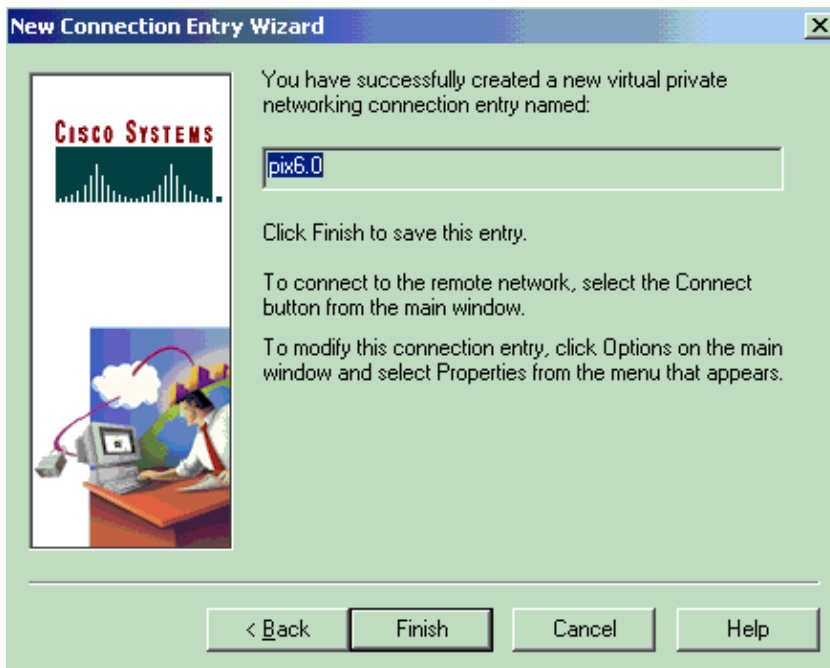 New Connection Entry Wizard
CISCO SYSTEMS
You have successfully created a new virtual private
networking connection entry named:
pix6.0
Click Finish to save this entry.
To connect to the remote network, select the Connect
button from the main window.
To modify this connection entry, click Options on the main
window and select Properties from the menu that appears.
< Back
Finish
Cancel
Help